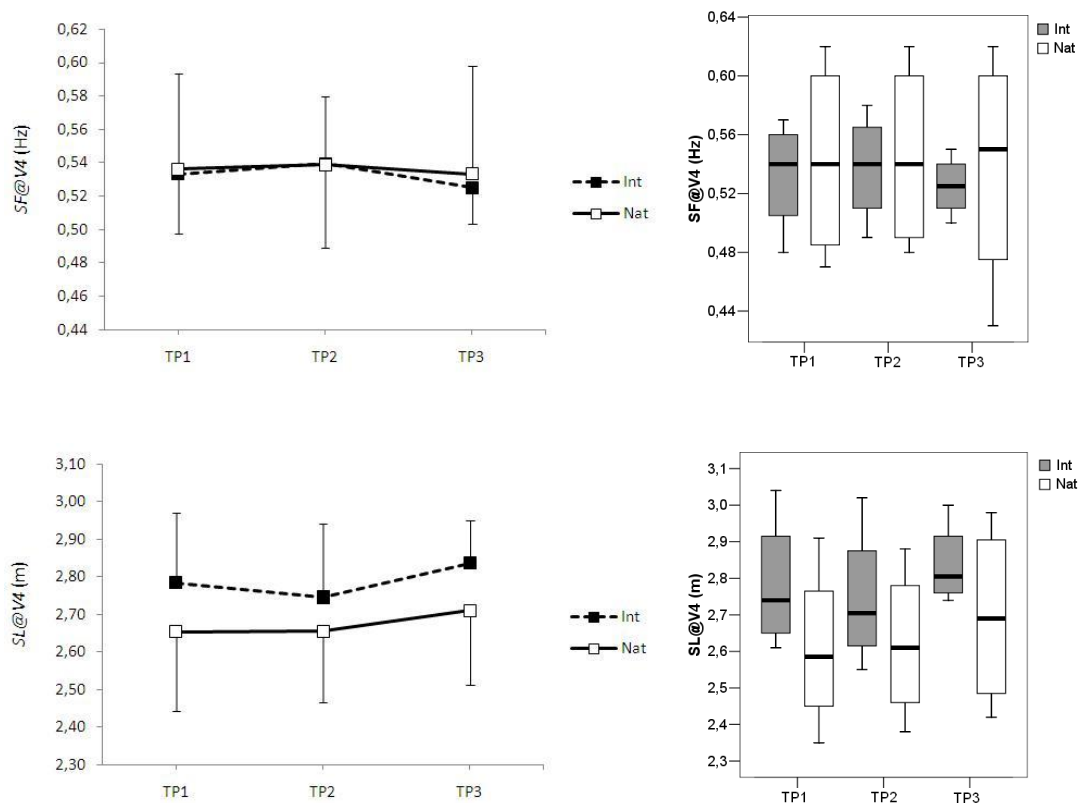 SF@V4 (Hz)
0,62
0,60
0,58
0,56
0,54
0,52
0,50
0,48
0,46
0,44
TP1
TP2
TP3
Int
Nat
SF@V4 (Hz)
0,64
0,60
0,56
0,52
0,48
0,44
TP1
TP2
TP3
Int
Nat
SL@V4 (m)
3,10
3,00
2,90
2,80
2,70
2,60
2,50
2,40
2,30
TP1
TP2
TP3
Int
Nat
SL@V4 (m)
3,1
3,0
2,9
2,8
2,7
2,6
2,5
2,4
2,3
TP1
TP2
TP3
Int
Nat